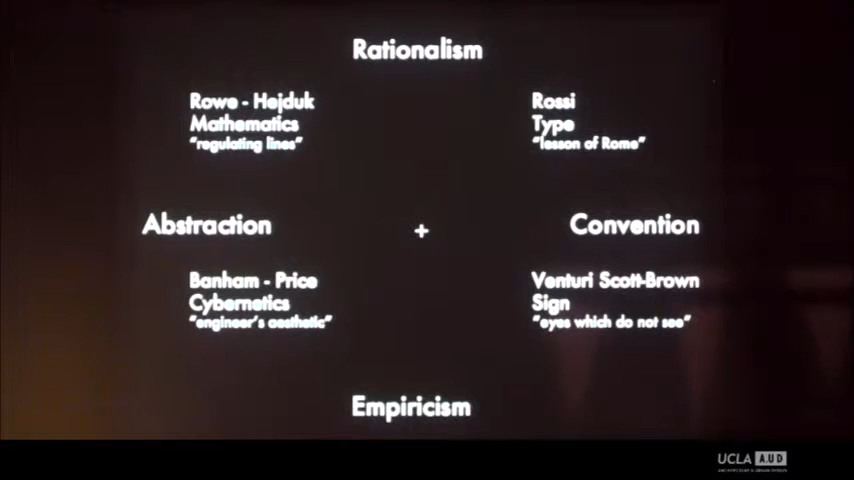 Rationalism
Rowe - Hejduk
Mathematics
"regulating lines"
Rossi
Type
"lesson of Rome"
Abstraction
+
Convention
Banham - Price
Cybernetics
"engineer's aesthetic"
Venturi Scott-Brown
Sign
"eyes which do not see"
Empiricism
UCLA A.UD